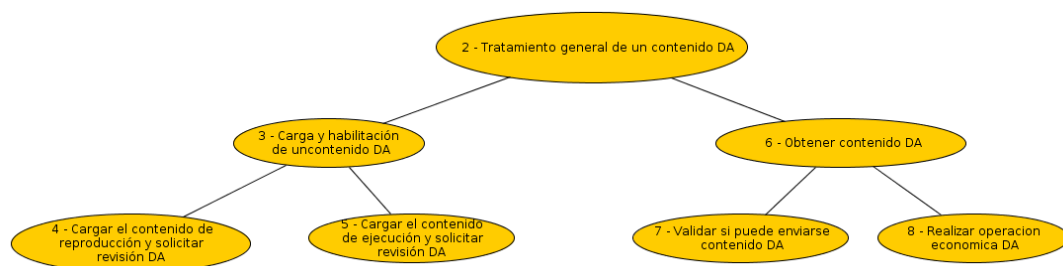 2 - Tratamiento general de un contenido DA
3 - Carga y habilitación
de uncontenido DA
6 - Obtener contenido DA
4 - Cargar el contenido de
reproducción y solicitar
revisión DA
5 - Cargar el contenido
de ejecución y solicitar
revisión DA
7 - Validar si puede enviarse
contenido DA
8 - Realizar operacion
economica DA